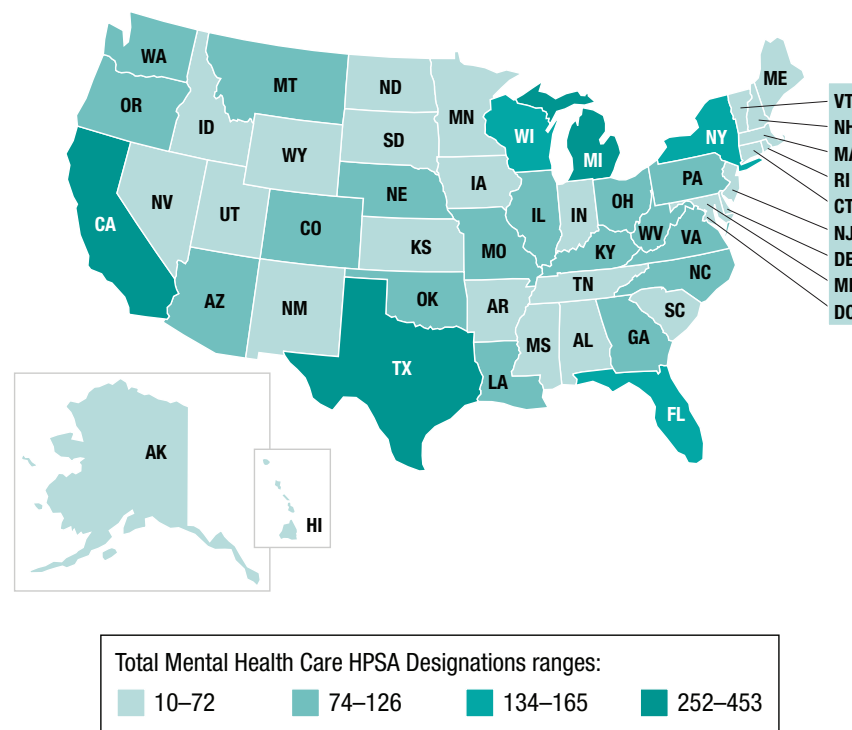 WA
ME
MT
ND
VT
OR
MN
NH
ID
SD
WI
NY
MI
MA
WY
RI
PA
IA
CT
NE
NV
OH
IL
IN
UT
NJ
CA
CO
WV
VA
DE
KS
MO
KY
NC
MD
TN
AZ
OK
NM
AR
SC
DC
MS
AL
GA
TX
LA
FL
AK
HI
Total Mental Health Care HPSA Designations ranges:
10–72 74–126 134–165 252–453